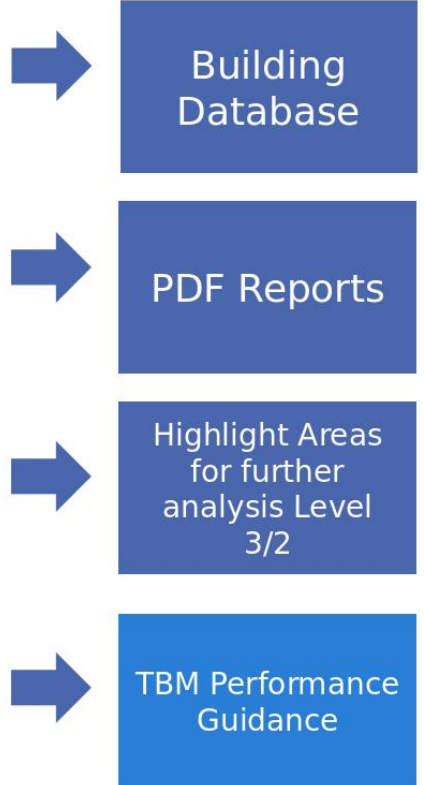 Building
Database
PDF Reports
Highlight Areas
for further
analysis Level
3/2
TBM Performance
Guidance